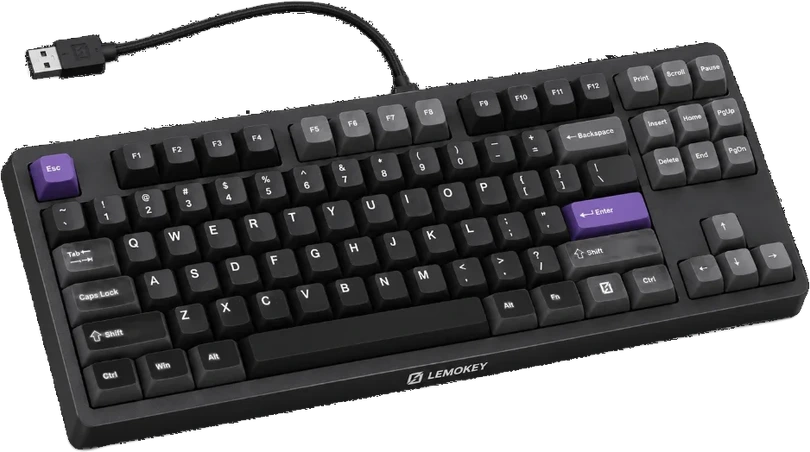 Esc F1 F2 F3 F4 F5 F6 F7 F8 F9 F10 F11 F12 Print Scroll Pause
~ ` ! 1 @ 2 # 3 $ 4 % 5 ^ 6 & 7 * 8 ( 9 ) 0 _ - + = Backspace Insert Home PgUp
Tab Q W E R T Y U I O P { [ } ] | \ Delete End PgDn
Caps Lock A S D F G H J K L : ; " ' Enter
Shift Z X C V B N M < , > . ? / Shift ↑
Ctrl Win Alt Alt Fn Ctrl ← ↓ →
LEMOKEY